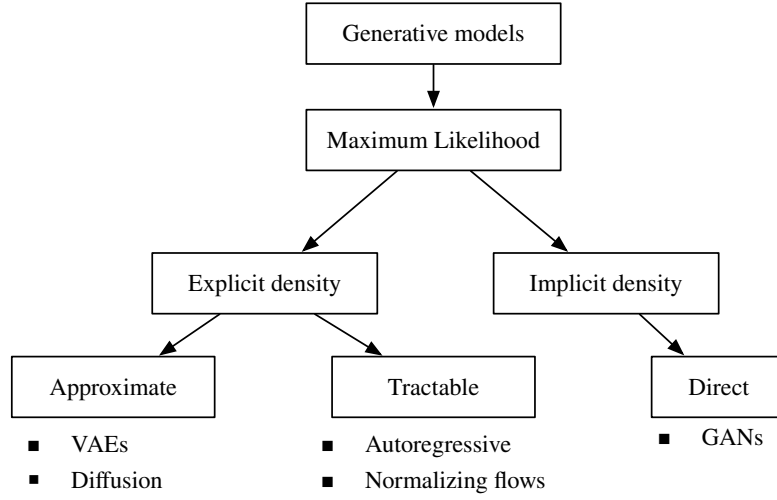 Generative models
Maximum Likelihood
Explicit density
Implicit density
Approximate
Tractable
Direct
■ VAEs
■ Diffusion
■ Autoregressive
■ Normalizing flows
■ GANs